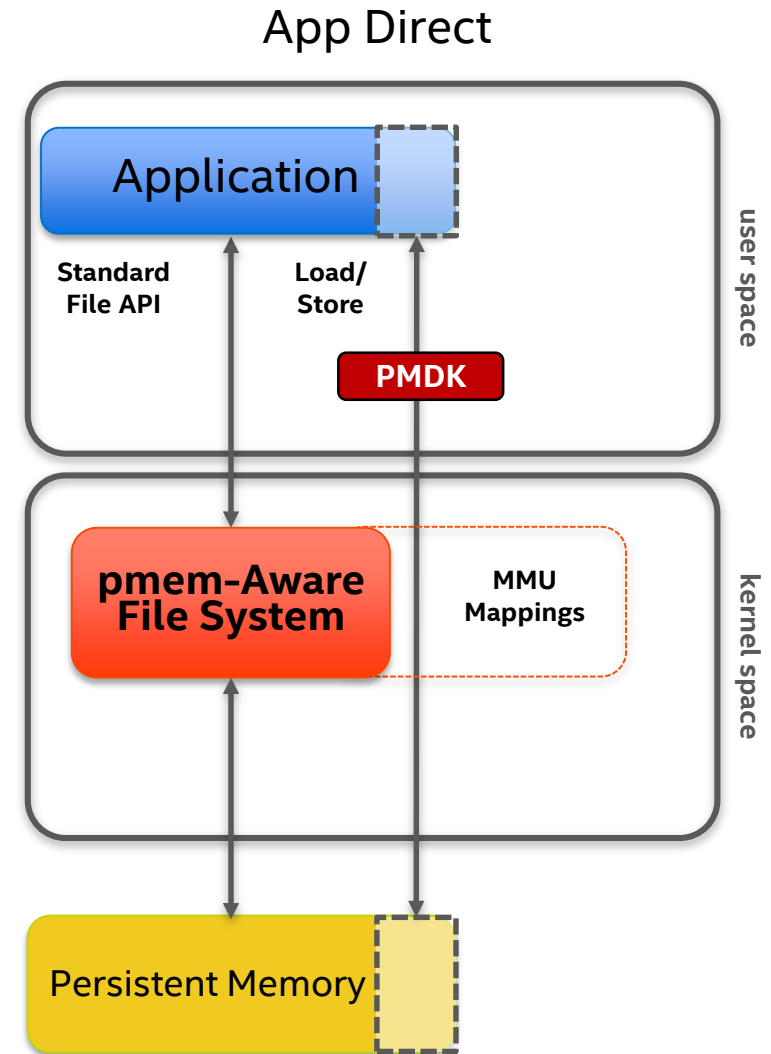 App Direct
Application
Standard
File API
Load/
Store
PMDK
user space
pmem-Aware
File System
MMU
Mappings
kernel space
Persistent Memory